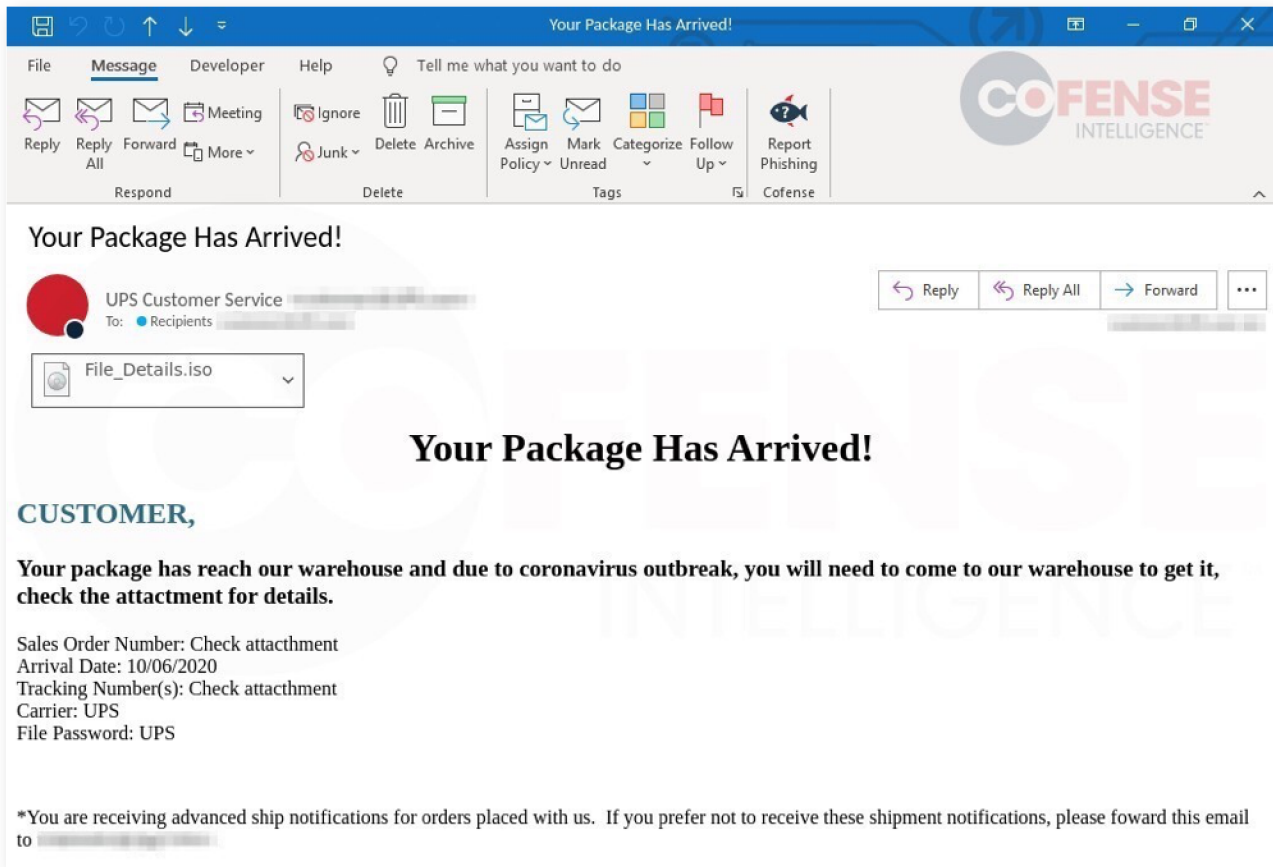 Your Package Has Arrived!
File Message Developer Help Tell me what you want to do
COFENSE
INTELLIGENCE
Reply Reply All Forward Meeting More Ignore Junk Delete Archive Assign Policy Mark Unread Categorize Follow Up Report Phishing
Respond Delete Tags Cofense
Your Package Has Arrived!
UPS Customer Service
To: Recipients
Reply Reply All Forward
File_Details.iso
Your Package Has Arrived!
CUSTOMER,
Your package has reach our warehouse and due to coronavirus outbreak, you will need to come to our warehouse to get it,
check the attactment for details.
Sales Order Number: Check attacthment
Arrival Date: 10/06/2020
Tracking Number(s): Check attacthment
Carrier: UPS
File Password: UPS
*You are receiving advanced ship notifications for orders placed with us. If you prefer not to receive these shipment notifications, please foward this email
to
COFENSE
INTELLIGENCE